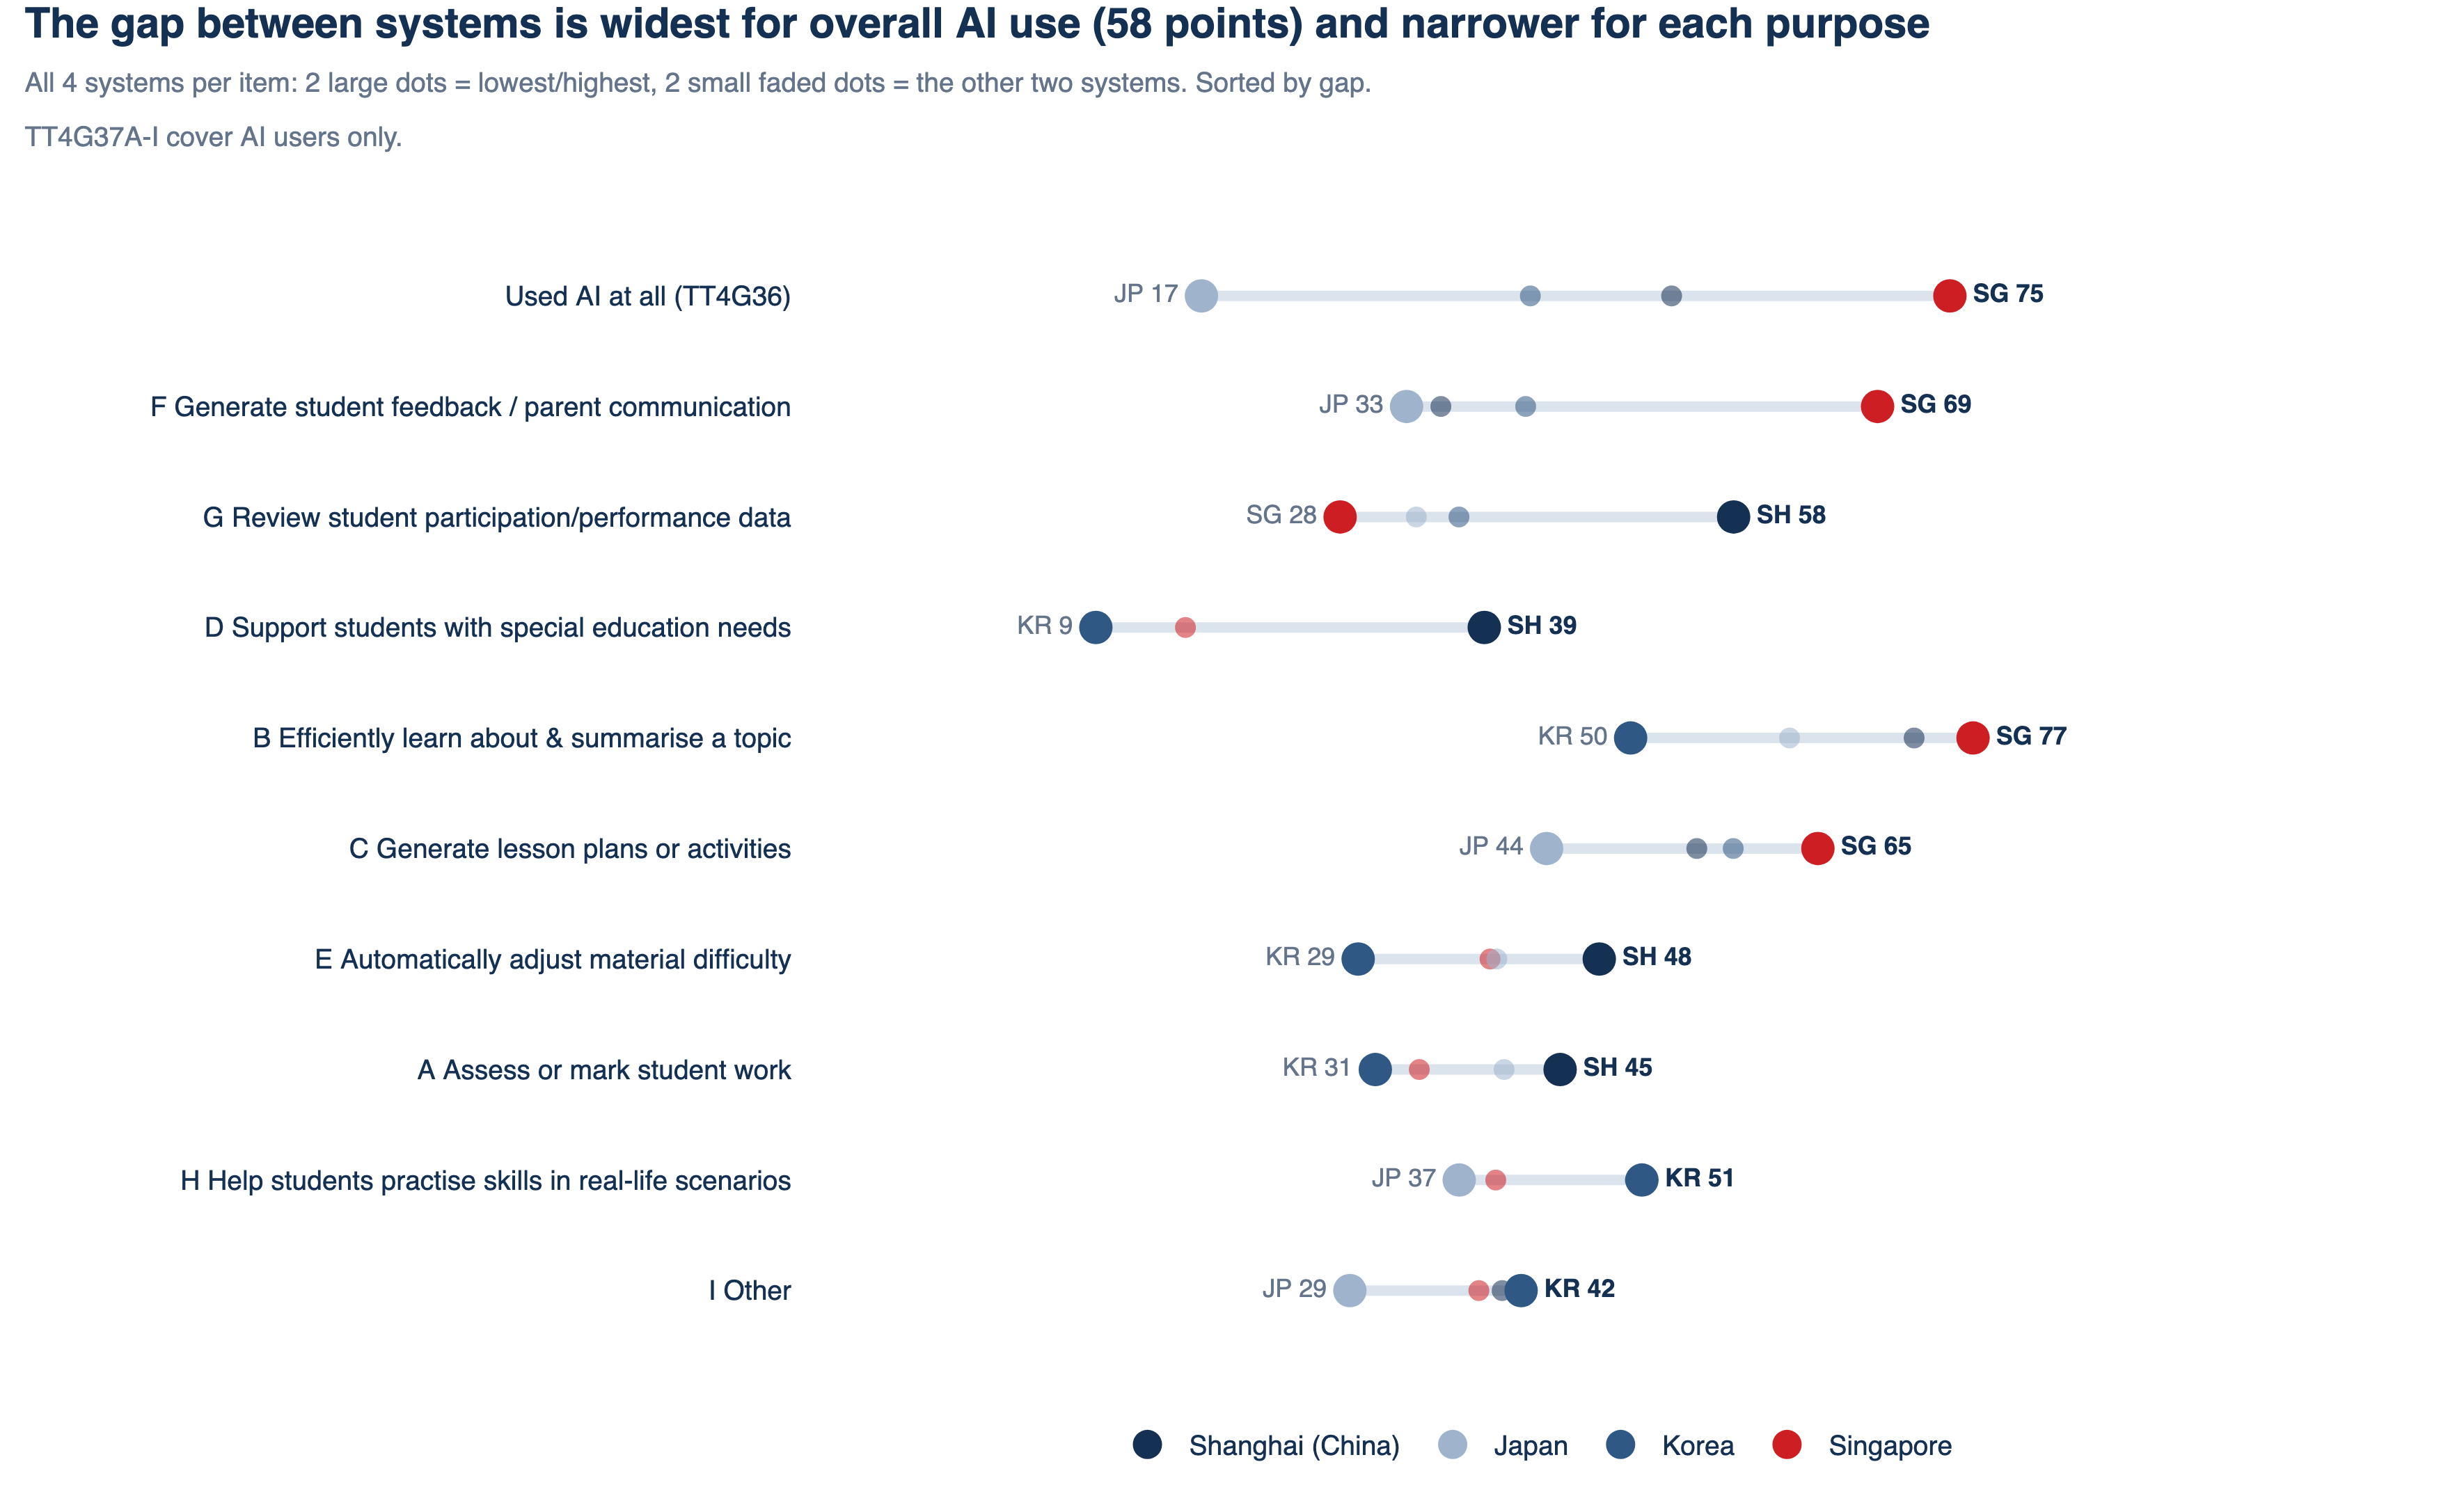 The gap between systems is widest for overall AI use (58 points) and narrower for each purpose
All 4 systems per item: 2 large dots = lowest/highest, 2 small faded dots = the other two systems. Sorted by gap.
TT4G37A-I cover AI users only.
Used AI at all (TT4G36) JP 17 SG 75
F Generate student feedback / parent communication JP 33 SG 69
G Review student participation/performance data SG 28 SH 58
D Support students with special education needs KR 9 SH 39
B Efficiently learn about & summarise a topic KR 50 SG 77
C Generate lesson plans or activities JP 44 SG 65
E Automatically adjust material difficulty KR 29 SH 48
A Assess or mark student work KR 31 SH 45
H Help students practise skills in real-life scenarios JP 37 KR 51
I Other JP 29 KR 42
Shanghai (China) Japan Korea Singapore